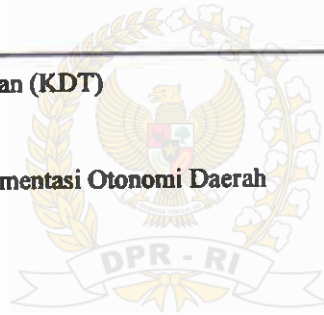 an (KDT)
mentasi Otonomi Daerah
DPR - RI